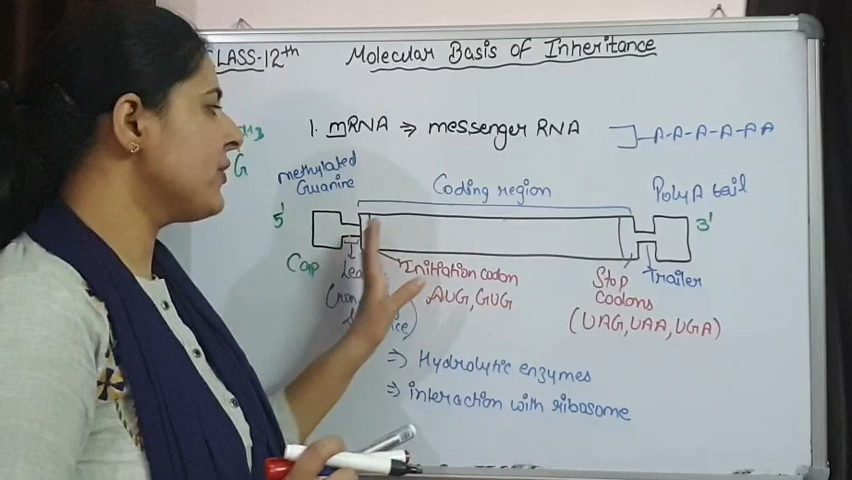 CLASS-12th
Molecular Basis of Inheritance
1. mRNA ⇒ messenger RNA
A-A-A-A-AA
G
methylated
Guanine
Coding region
Poly A tail
5'
3'
Cap
Initiation codon
AUG, GUG
Stop
Codons
(UAG, UAA, UGA)
Trailer
⇒ Hydrolytic enzymes
⇒ interaction with ribosome